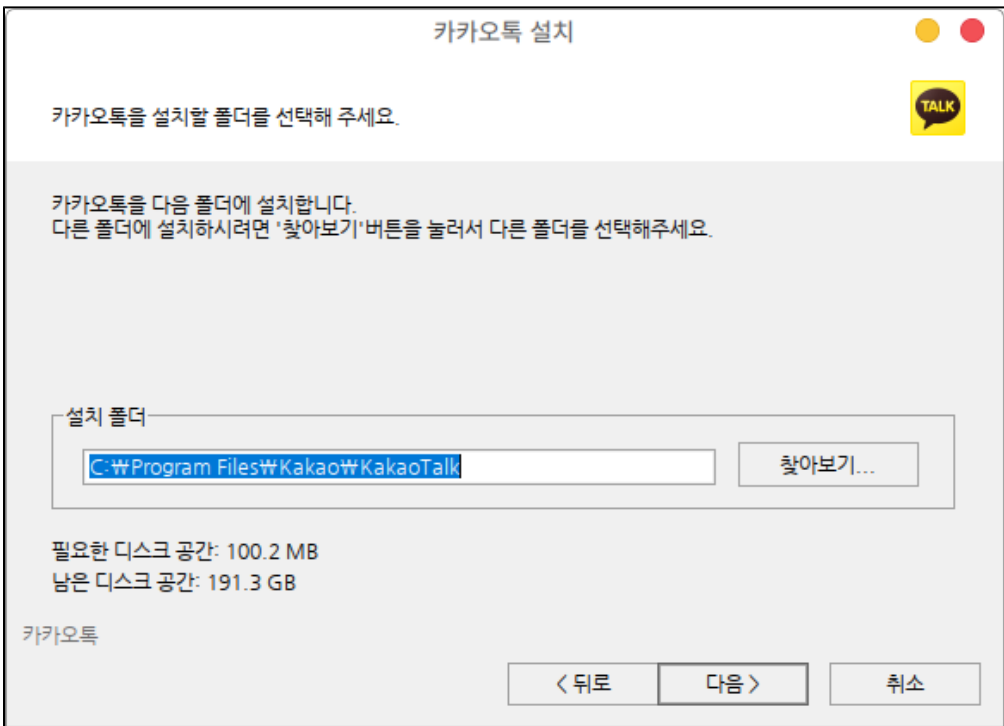 카카오톡 설치
카카오톡을 설치할 폴더를 선택해 주세요.
TALK
카카오톡을 다음 폴더에 설치합니다.
다른 폴더에 설치하시려면 '찾아보기'버튼을 눌러서 다른 폴더를 선택해주세요.
설치 폴더
C:₩Program Files₩Kakao₩KakaoTalk
찾아보기...
필요한 디스크 공간: 100.2 MB
남은 디스크 공간: 191.3 GB
카카오톡
< 뒤로
다음 >
취소